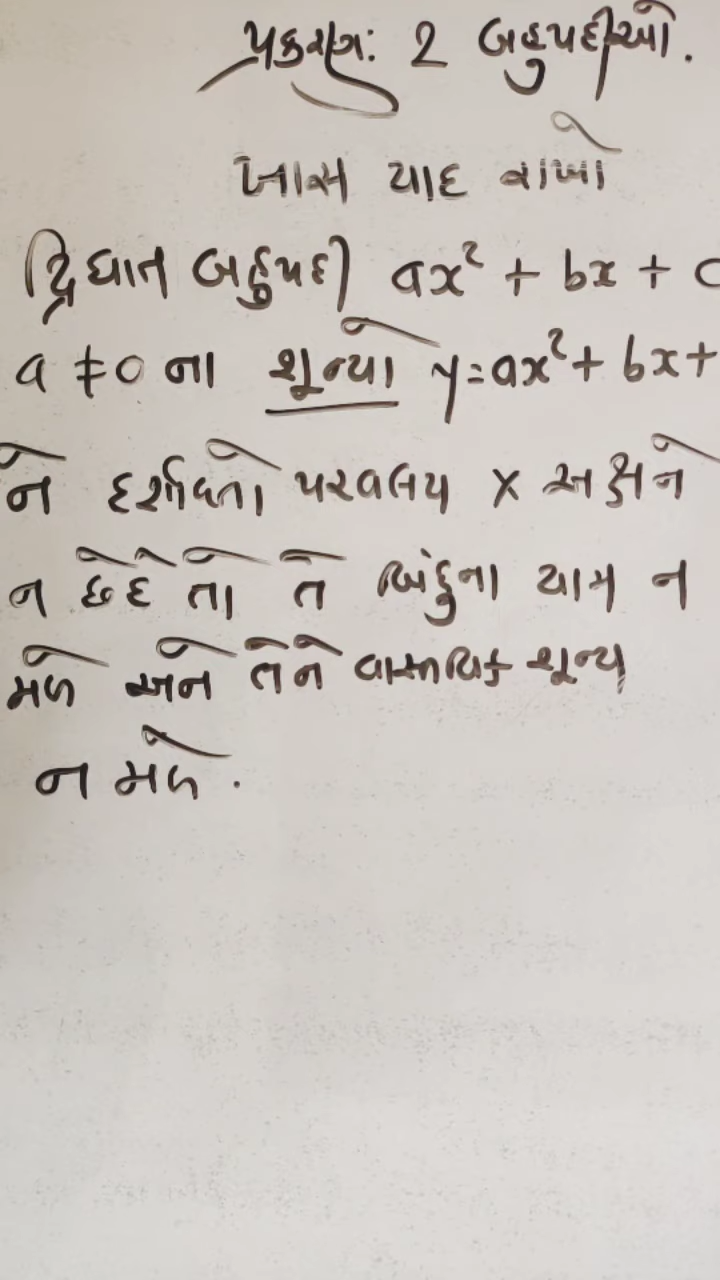 પ્રકરણ: 2 બહુપદીઓ.
ખાસ યાદ રાખો
દ્વિઘાત બહુપદી ax² + bx + c
a ≠ 0 ના શૂન્યો y = ax² + bx +
ને દર્શાવતો પરવલય X અક્ષને
ન છેદે તો તે બિંદુના યામ ન
મળે અને તેને વાસ્તવિક શૂન્ય
ન મળે.